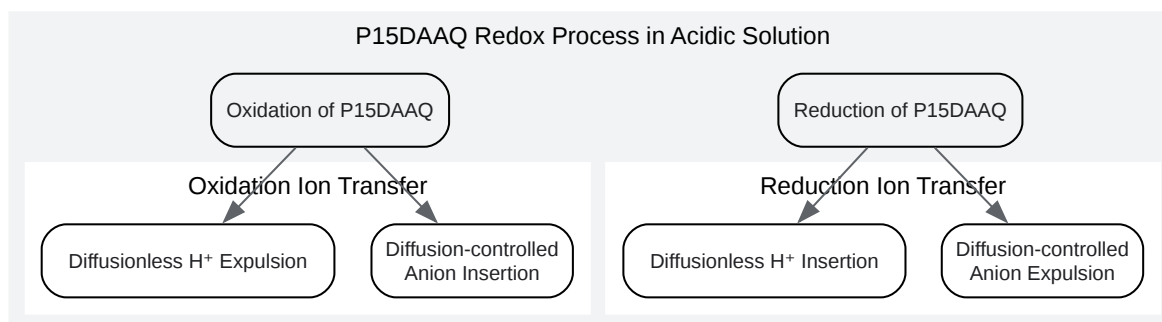 P15DAAQ Redox Process in Acidic Solution
Oxidation of P15DAAQ
Reduction of P15DAAQ
Oxidation Ion Transfer
Reduction Ion Transfer
Diffusionless H⁺ Expulsion
Diffusion-controlled
Anion Insertion
Diffusionless H⁺ Insertion
Diffusion-controlled
Anion Expulsion